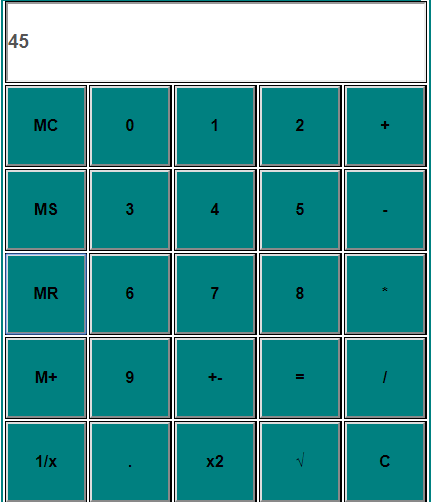 45
MC 0 1 2 +
MS 3 4 5 -
MR 6 7 8 *
M+ 9 +- = /
1/x . x2 √ C